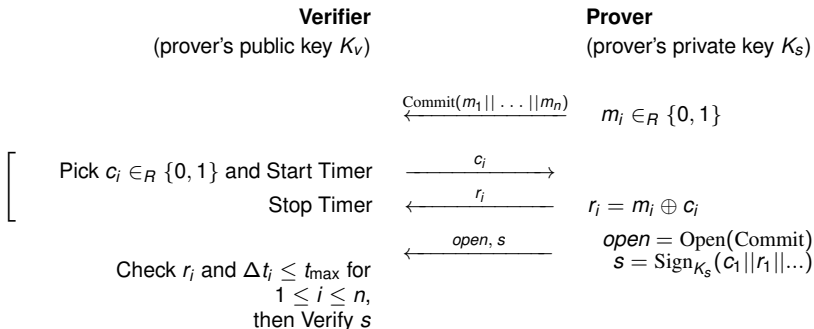 Verifier Prover
(prover's public key K_v) (prover's private key K_s)
Commit(m_1|| . . . ||m_n) m_i ∈_R {0, 1}
Pick c_i ∈_R {0, 1} and Start Timer c_i
Stop Timer r_i r_i = m_i ⊕ c_i
open, s open = Open(Commit)
s = Sign_{K_s}(c_1||r_1||...)
Check r_i and Δt_i ≤ t_max for
1 ≤ i ≤ n,
then Verify s